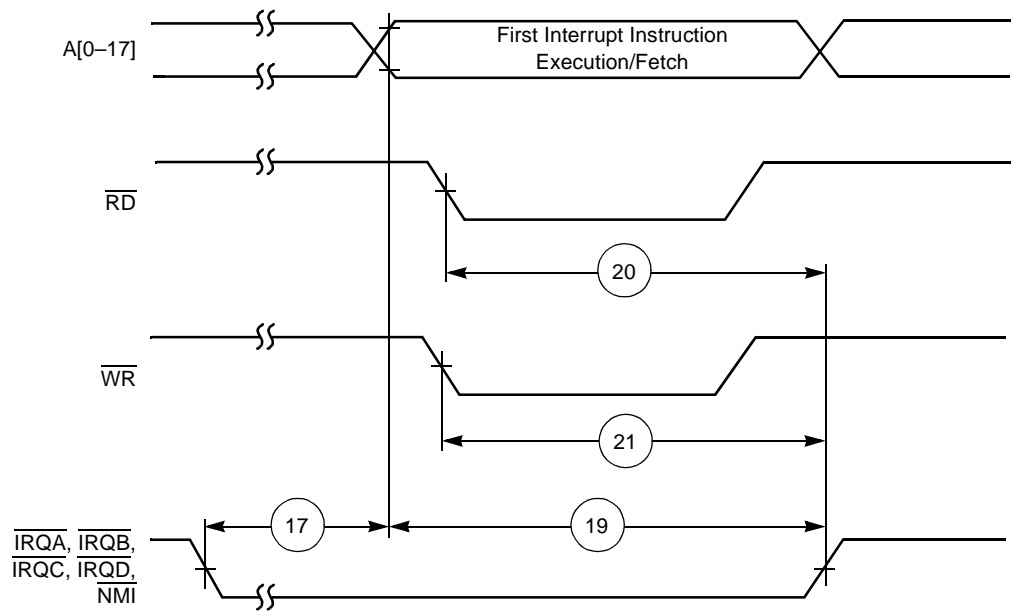 A[0–17]
First Interrupt Instruction
Execution/Fetch
RD
20
WR
21
17
19
IRQA, IRQB,
IRQC, IRQD,
NMI